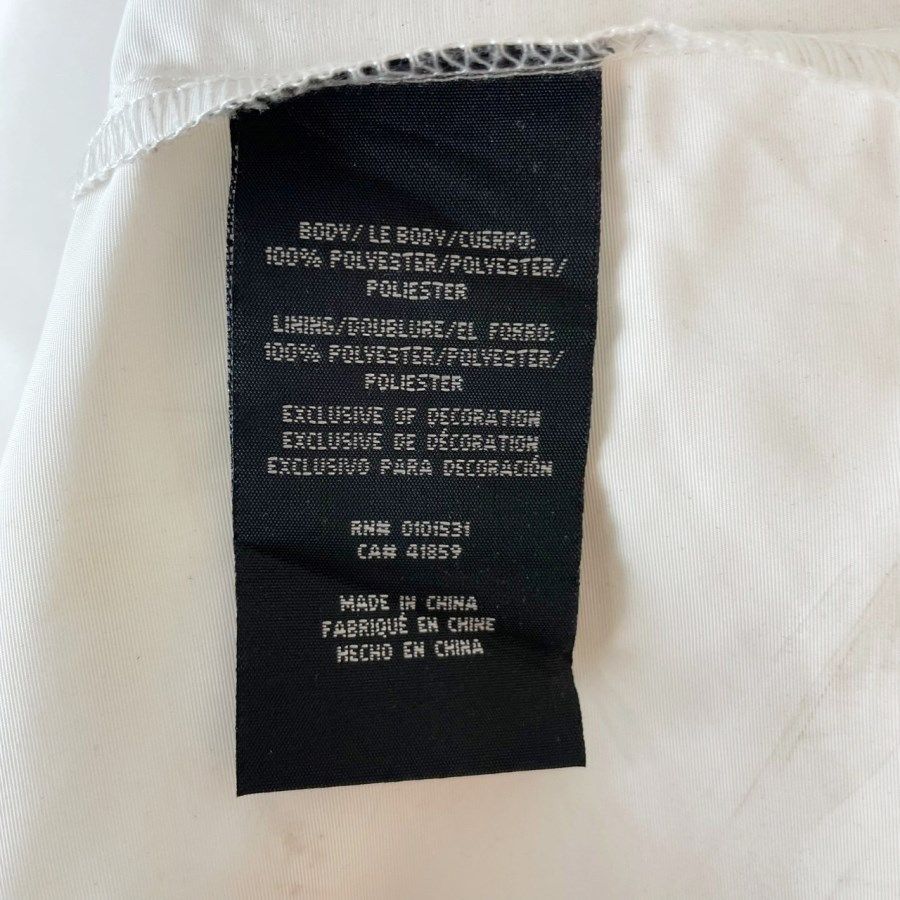 BODY/ LE BODY/CUERPO:
100% POLYESTER/POLYESTER/
POLIESTER
LINING/DOUBLURE/EL FORRO:
100% POLYESTER/POLYESTER/
POLIESTER
EXCLUSIVE OF DECORATION
EXCLUSIVE DE DÉCORATION
EXCLUSIVO PARA DECORACIÓN
RN# 0101531
CA# 41859
MADE IN CHINA
FABRIQUÉ EN CHINE
HECHO EN CHINA